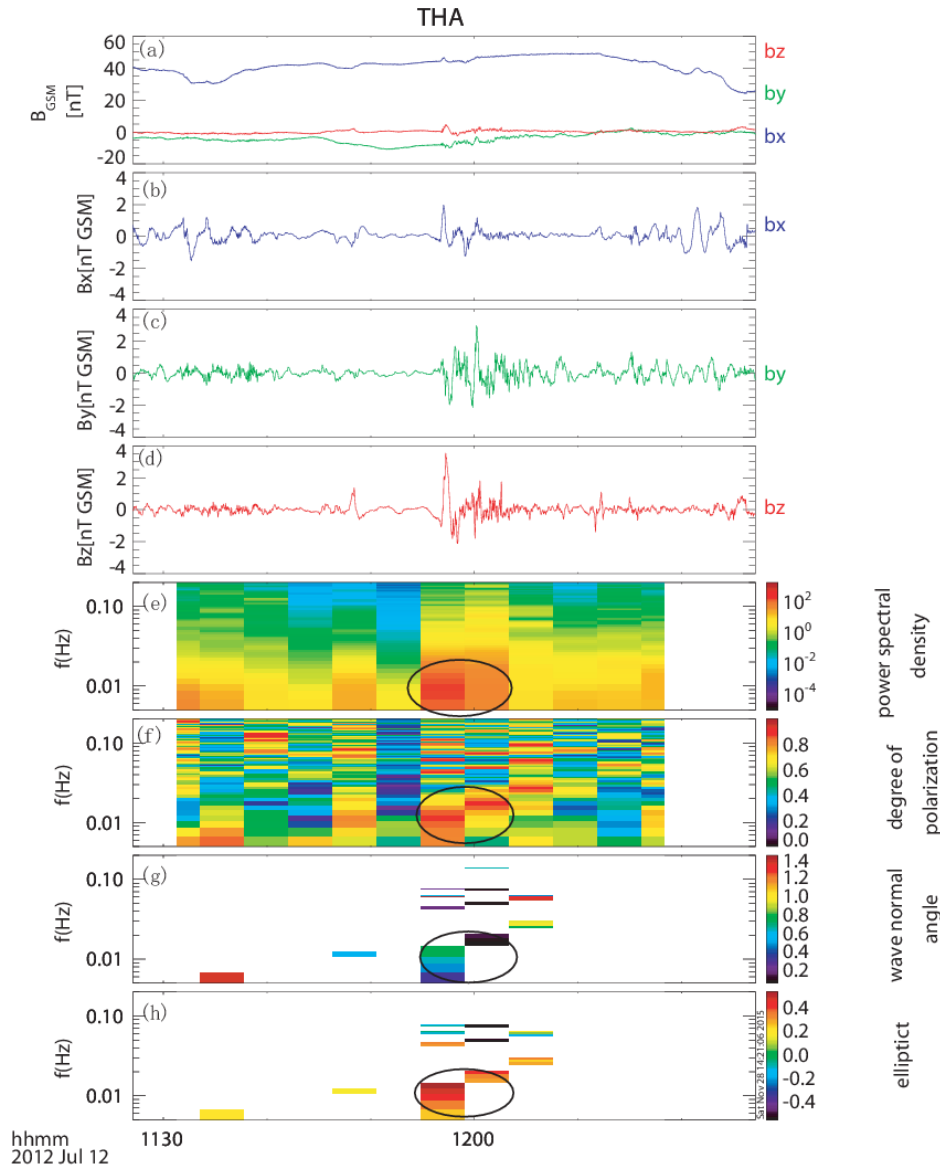 THA
(a)
60
40
20
0
-20
B GSM
[nT]
bz
by
bx
(b)
4
2
0
-2
-4
Bx[nT GSM]
bx
(c)
4
2
0
-2
-4
By[nT GSM]
by
(d)
4
2
0
-2
-4
Bz[nT GSM]
bz
(e)
0.10
0.01
f(Hz)
10^2
10^0
10^-2
10^-4
power spectral
density
(f)
0.10
0.01
f(Hz)
0.8
0.6
0.4
0.2
0.0
degree of
polarization
(g)
0.10
0.01
f(Hz)
1.4
1.2
1.0
0.8
0.6
0.4
0.2
wave normal
angle
(h)
0.10
0.01
f(Hz)
0.4
0.2
0.0
-0.2
-0.4
elliptict
Sat Nov 28 14:21:06 2015
hhmm 1130 1200
2012 Jul 12